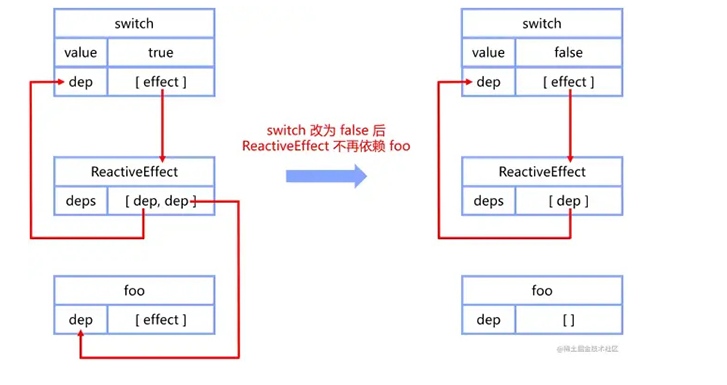 switch
value true
dep [ effect ]
ReactiveEffect
deps [ dep, dep ]
foo
dep [ effect ]
switch 改为 false 后
ReactiveEffect 不再依赖 foo
switch
value false
dep [ effect ]
ReactiveEffect
deps [ dep ]
foo
dep [ ]
@稀土掘金技术社区